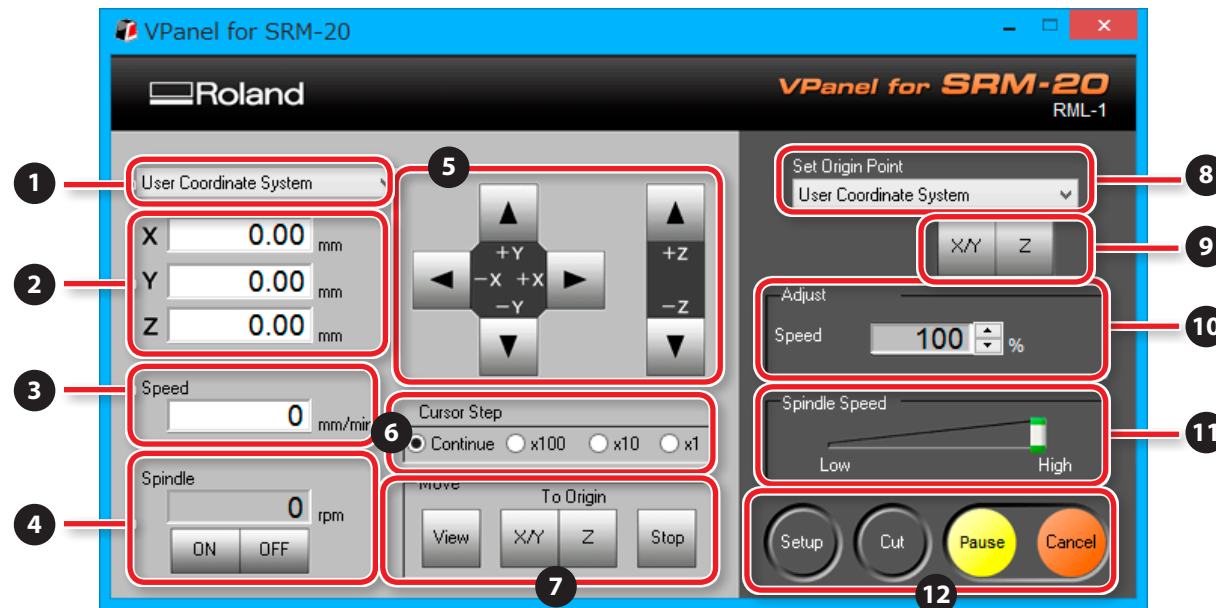 VPanel for SRM-20
Roland
VPanel for SRM-20
RML-1
1
User Coordinate System
2
X 0.00 mm
Y 0.00 mm
Z 0.00 mm
3
Speed
0 mm/min
4
Spindle
0 rpm
ON OFF
5
+Y
-X +X
-Y
+Z
-Z
6
Cursor Step
Continue x100 x10 x1
7
Move
To Origin
View X/Y Z Stop
8
Set Origin Point
User Coordinate System
9
X/Y Z
10
Adjust
Speed 100 %
11
Spindle Speed
Low High
12
Setup Cut Pause Cancel